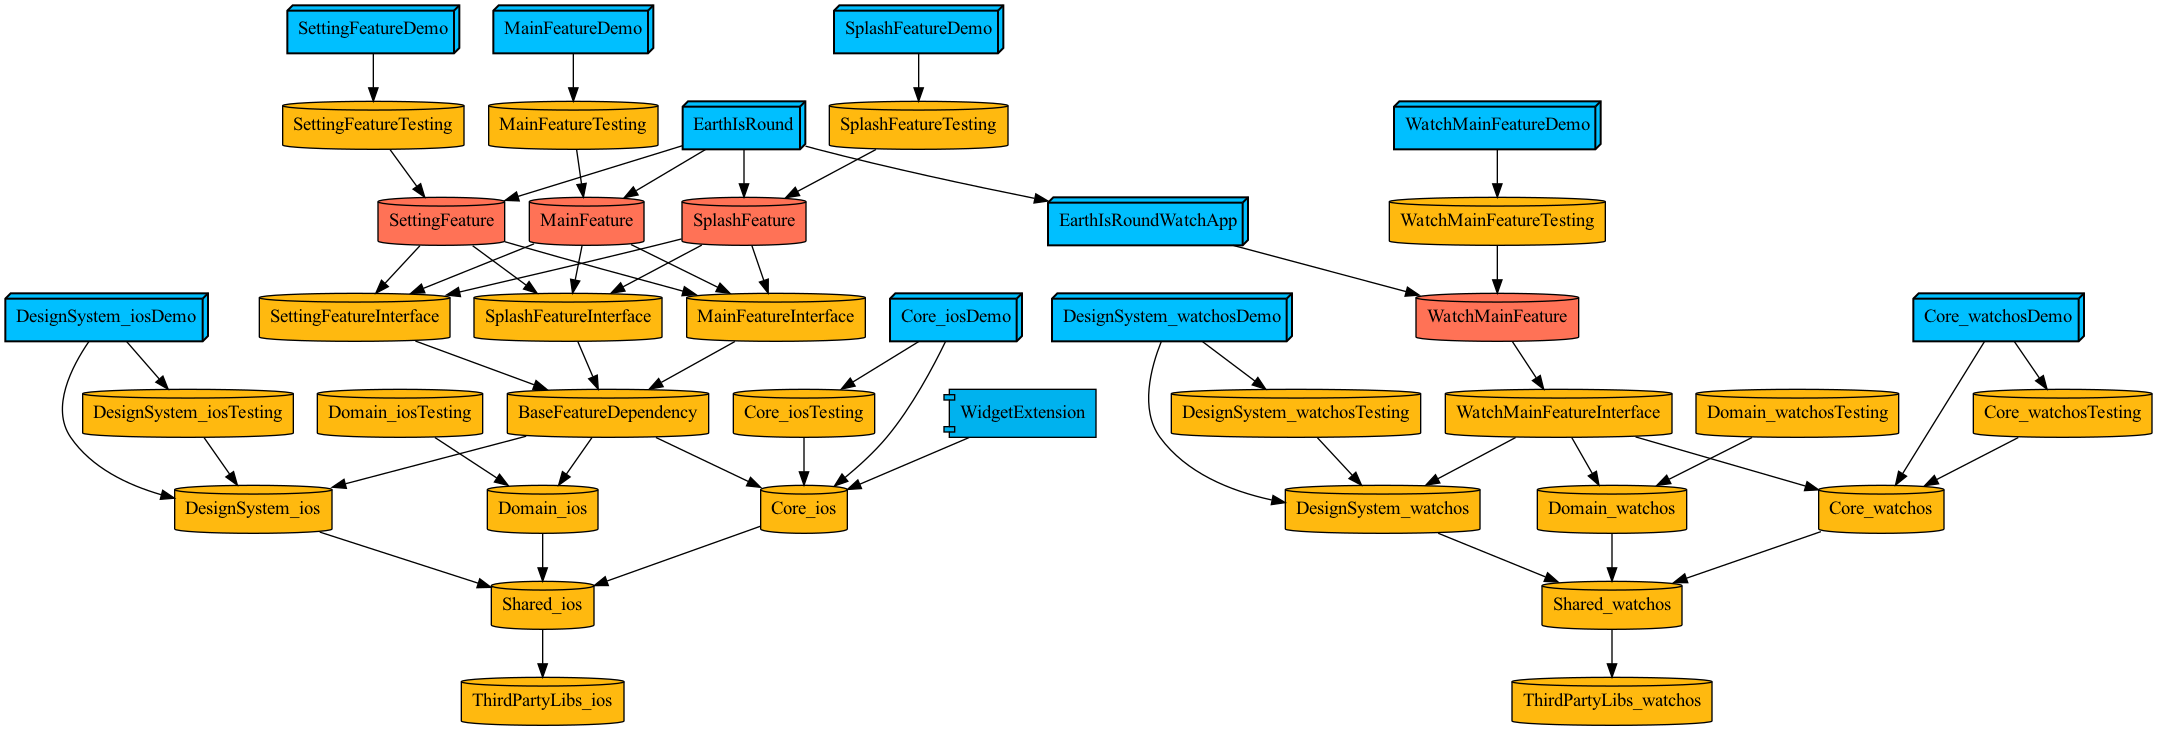 SettingFeatureDemo
MainFeatureDemo
SplashFeatureDemo
SettingFeatureTesting
MainFeatureTesting
EarthIsRound
SplashFeatureTesting
WatchMainFeatureDemo
SettingFeature
MainFeature
SplashFeature
EarthIsRoundWatchApp
WatchMainFeatureTesting
DesignSystem_iosDemo
SettingFeatureInterface
SplashFeatureInterface
MainFeatureInterface
Core_iosDemo
DesignSystem_watchosDemo
WatchMainFeature
Core_watchosDemo
DesignSystem_iosTesting
Domain_iosTesting
BaseFeatureDependency
Core_iosTesting
WidgetExtension
DesignSystem_watchosTesting
WatchMainFeatureInterface
Domain_watchosTesting
Core_watchosTesting
DesignSystem_ios
Domain_ios
Core_ios
DesignSystem_watchos
Domain_watchos
Core_watchos
Shared_ios
Shared_watchos
ThirdPartyLibs_ios
ThirdPartyLibs_watchos